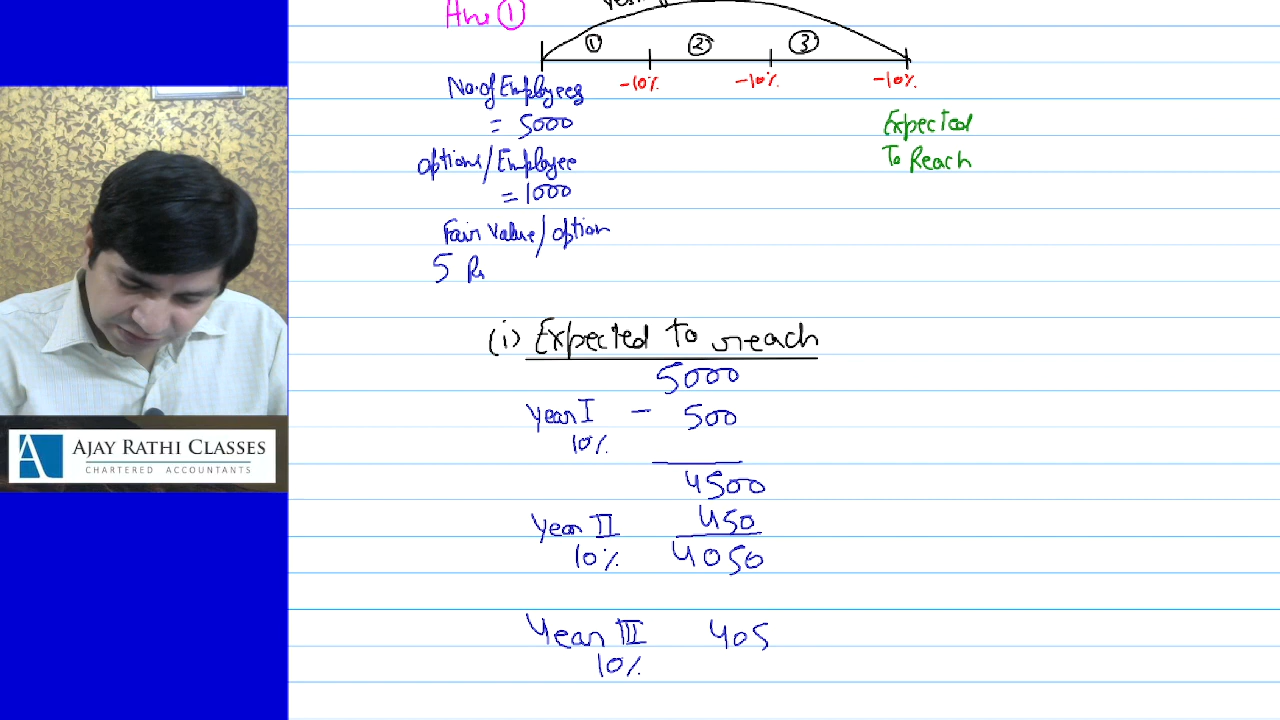 Ans ①
① ② ③
-10% -10% -10%
No. of Employees
= 5000
Expected
To Reach
options/Employee
= 1000
Fair Value/option
5 Rs
(i) Expected To reach
5000
Year I - 500
10%
4500
Year II 450
10% 4050
Year III 405
10%
AJAY RATHI CLASSES
CHARTERED ACCOUNTANTS